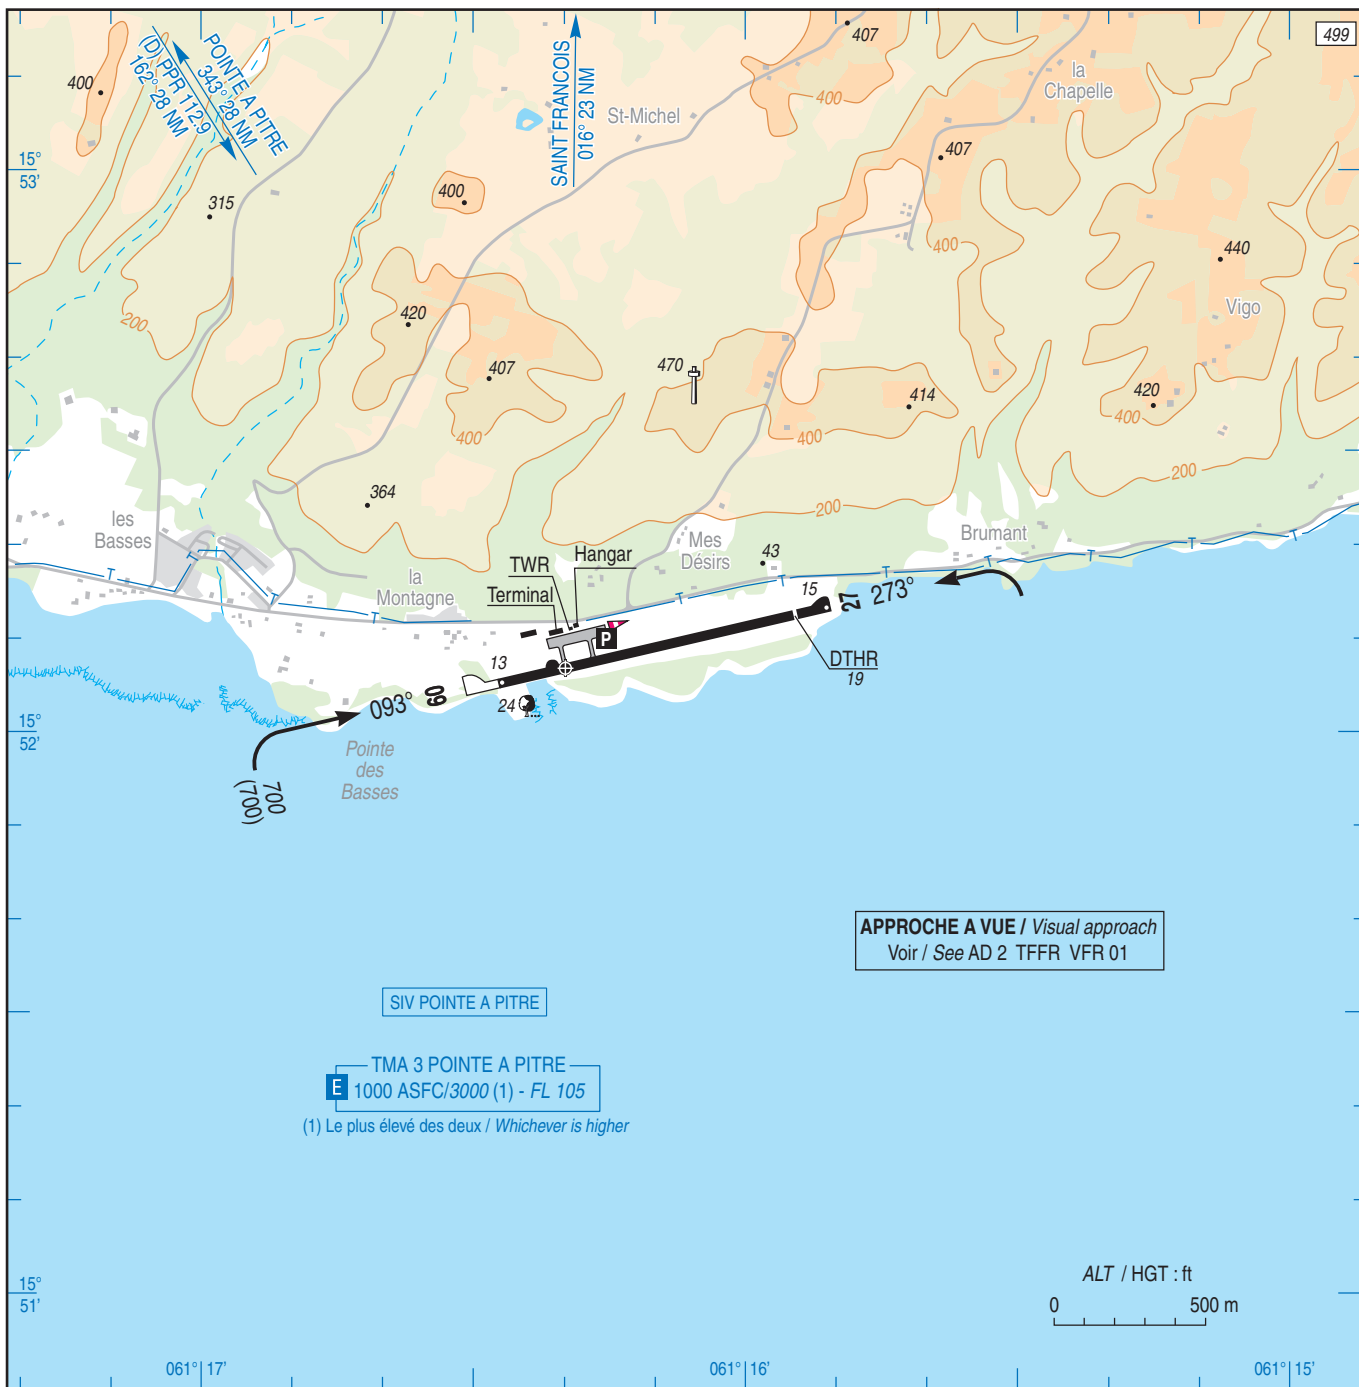 499
407
400
POINTE A PITRE
343° 28 NM
(D) PPR 112.9
162° 28 NM
SAINT FRANCOIS
016° 23 NM
la
Chapelle
400
St-Michel
407
15°
53'
315
400
400
440
Vigo
200
420
407
470
414
420
400
400
400
200
364
200
les
Basses
Mes
Désirs
43
Brumant
T
T
T
T
T
T
T
T
T
T
TWR
Hangar
la
Montagne
Terminal
P
15
27
273°
DTHR
19
13
09
093°
24
15°
52'
Pointe
des
Basses
700
(700)
APPROCHE A VUE / Visual approach
Voir / See AD 2 TFFR VFR 01
SIV POINTE A PITRE
TMA 3 POINTE A PITRE
E 1000 ASFC/3000 (1) - FL 105
(1) Le plus élevé des deux / Whichever is higher
15°
51'
ALT / HGT : ft
0 500 m
061° 17'
061° 16'
061° 15'